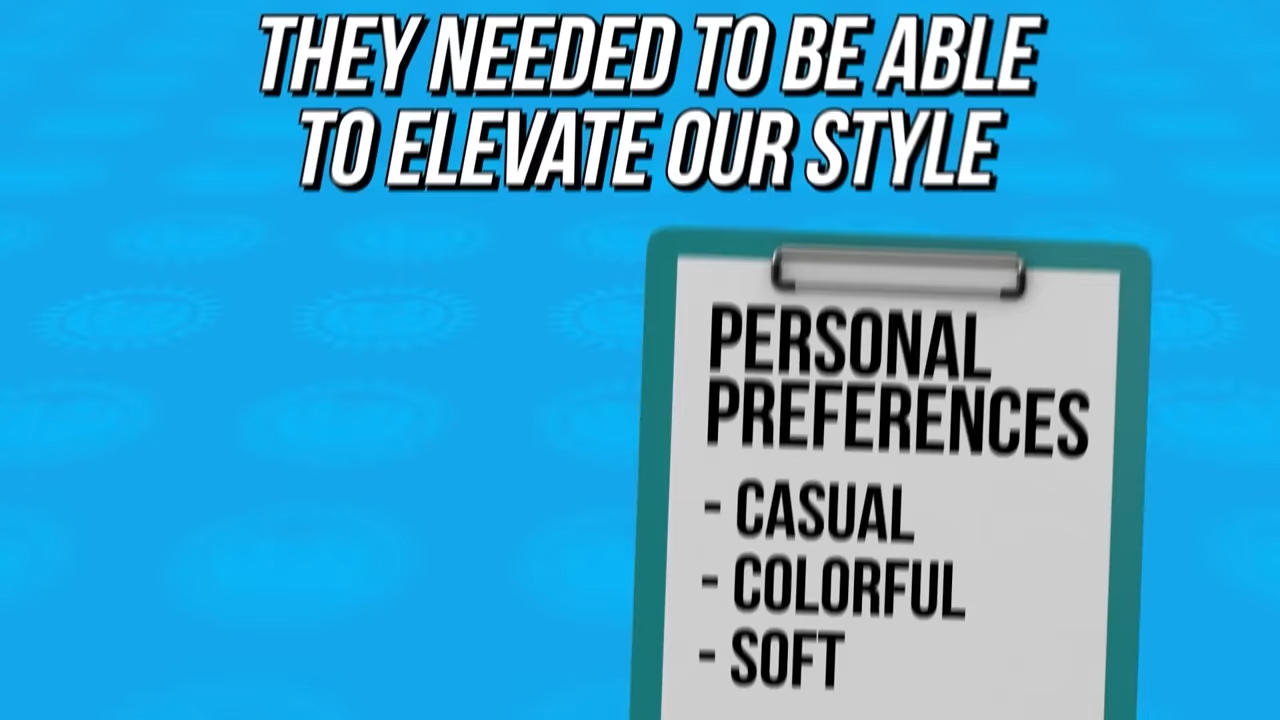 THEY NEEDED TO BE ABLE
TO ELEVATE OUR STYLE
PERSONAL
PREFERENCES
- CASUAL
- COLORFUL
- SOFT